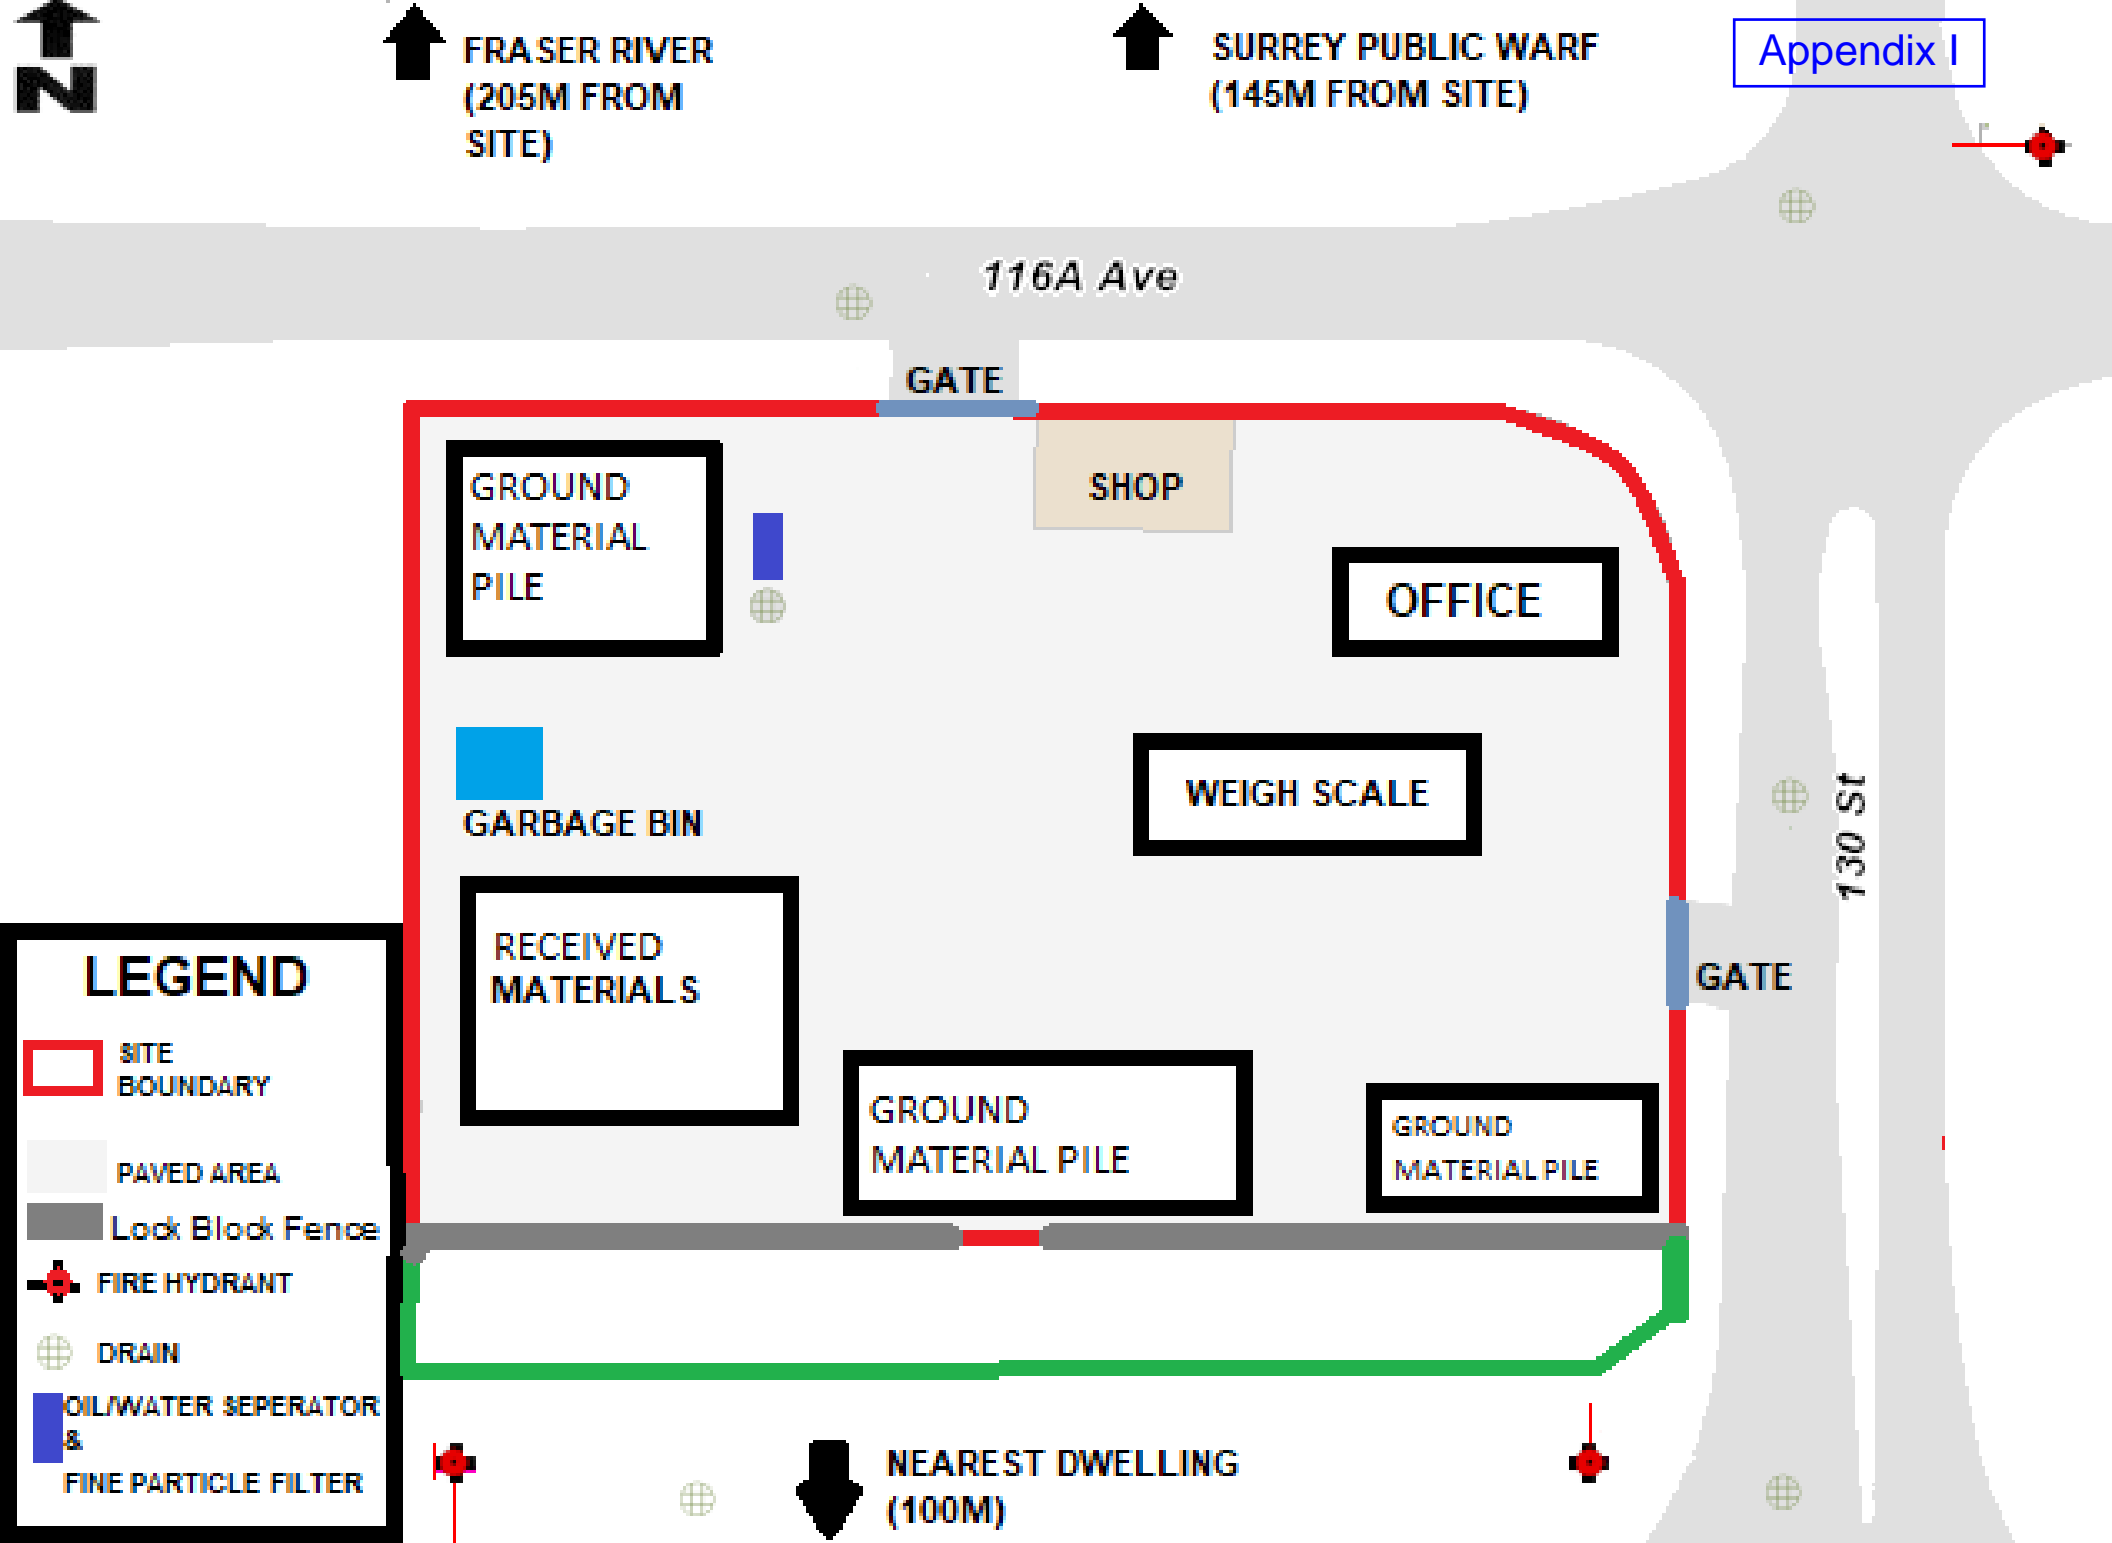 N
FRASER RIVER
(205M FROM
SITE)
SURREY PUBLIC WARF
(145M FROM SITE)
Appendix I
116A Ave
GATE
GROUND
MATERIAL
PILE
SHOP
OFFICE
GARBAGE BIN
WEIGH SCALE
130 St
RECEIVED
MATERIALS
GATE
GROUND
MATERIAL PILE
GROUND
MATERIAL PILE
LEGEND
SITE
BOUNDARY
PAVED AREA
Lock Block Fence
FIRE HYDRANT
DRAIN
OIL/WATER SEPERATOR
&
FINE PARTICLE FILTER
NEAREST DWELLING
(100M)